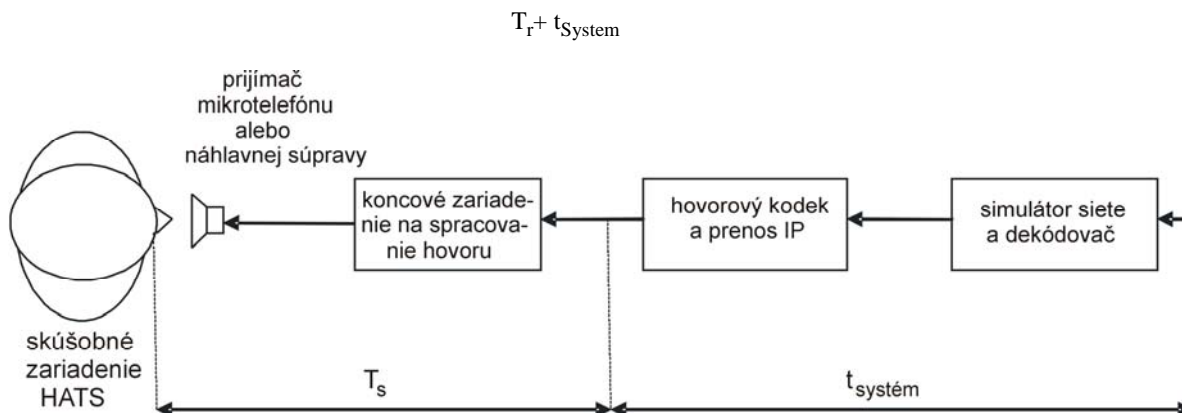 Tr+ tSystem
prijímač
mikrotelefónu
alebo
náhlavnej súpravy
koncové zariade-
nie na spracova-
nie hovoru
hovorový kodek
a prenos IP
simulátor siete
a dekódovač
skúšobné
zariadenie
HATS
Ts
tsystém